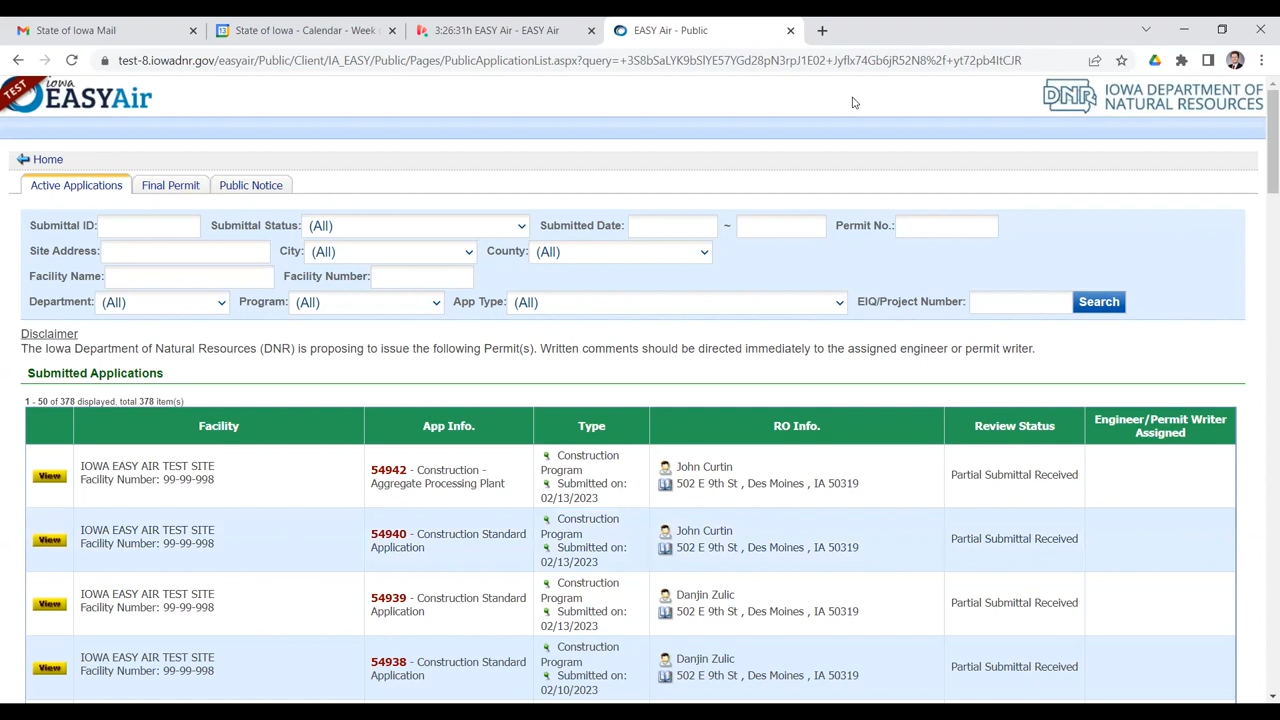 State of Iowa Mail
State of Iowa - Calendar - Week
3:26:31h EASY Air - EASY Air
EASY Air - Public
test-8.iowadnr.gov/easyair/Public/Client/IA_EASY/Public/Pages/PublicApplicationList.aspx?query=+3S8bSaLYK9bSlYE57YGd28pN3rpJ1E02+Jyflx74Gb6jR52N8%2f+yt72pb4ItCJR
TEST
iowa
EASYAir
DNR
IOWA DEPARTMENT OF
NATURAL RESOURCES
Home
Active Applications Final Permit Public Notice
Submittal ID: Submittal Status: (All) Submitted Date: ~ Permit No.:
Site Address: City: (All) County: (All)
Facility Name: Facility Number:
Department: (All) Program: (All) App Type: (All) EIQ/Project Number: Search
Disclaimer
The Iowa Department of Natural Resources (DNR) is proposing to issue the following Permit(s). Written comments should be directed immediately to the assigned engineer or permit writer.
Submitted Applications
1 - 50 of 378 displayed, total 378 item(s)
Facility App Info. Type RO Info. Review Status Engineer/Permit Writer Assigned
View
IOWA EASY AIR TEST SITE
Facility Number: 99-99-998
54942 - Construction -
Aggregate Processing Plant
Construction
Program
Submitted on:
02/13/2023
John Curtin
502 E 9th St , Des Moines , IA 50319
Partial Submittal Received
View
IOWA EASY AIR TEST SITE
Facility Number: 99-99-998
54940 - Construction Standard
Application
Construction
Program
Submitted on:
02/13/2023
John Curtin
502 E 9th St , Des Moines , IA 50319
Partial Submittal Received
View
IOWA EASY AIR TEST SITE
Facility Number: 99-99-998
54939 - Construction Standard
Application
Construction
Program
Submitted on:
02/13/2023
Danjin Zulic
502 E 9th St , Des Moines , IA 50319
Partial Submittal Received
View
IOWA EASY AIR TEST SITE
Facility Number: 99-99-998
54938 - Construction Standard
Application
Construction
Program
Submitted on:
02/10/2023
Danjin Zulic
502 E 9th St , Des Moines , IA 50319
Partial Submittal Received